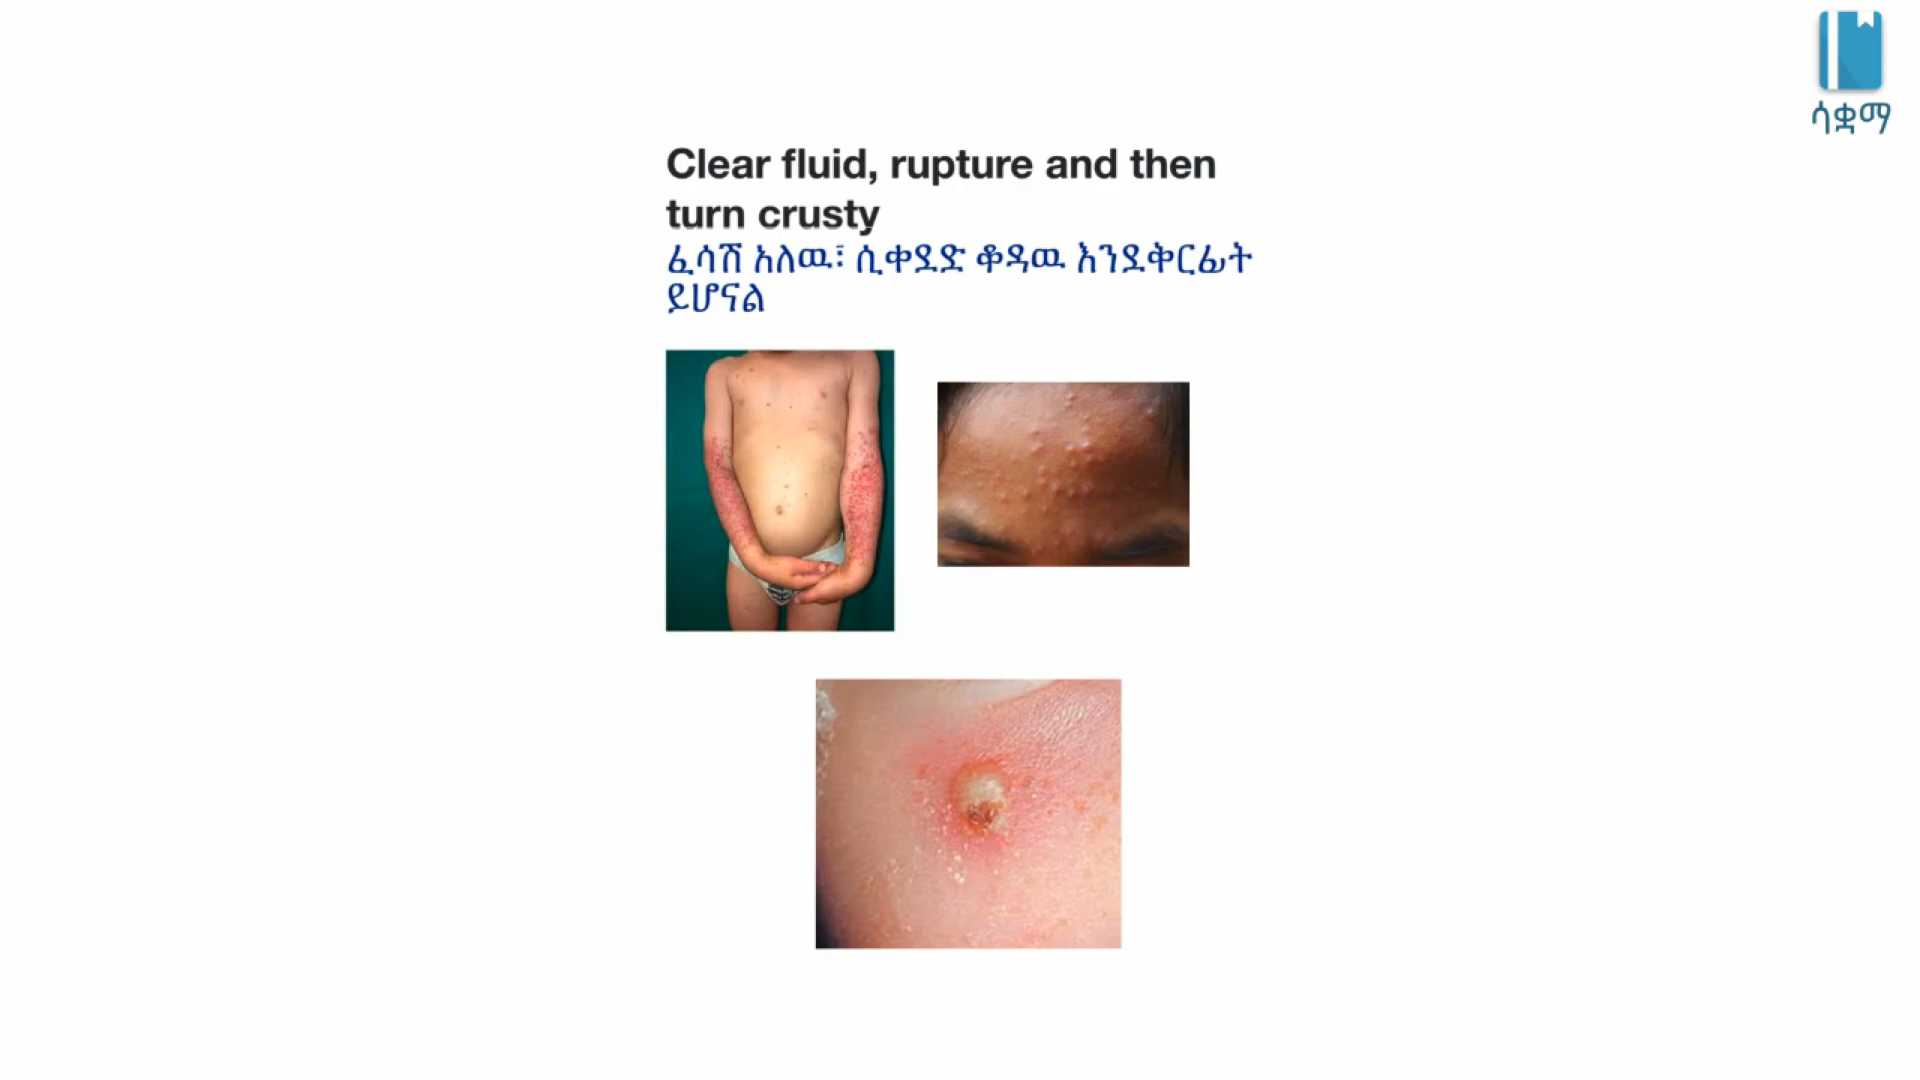 ሳቋማ
Clear fluid, rupture and then
turn crusty
ፈሳሽ አለዉ፣ ሲቀደድ ቆዳዉ እንደቅርፊት
ይሆናል